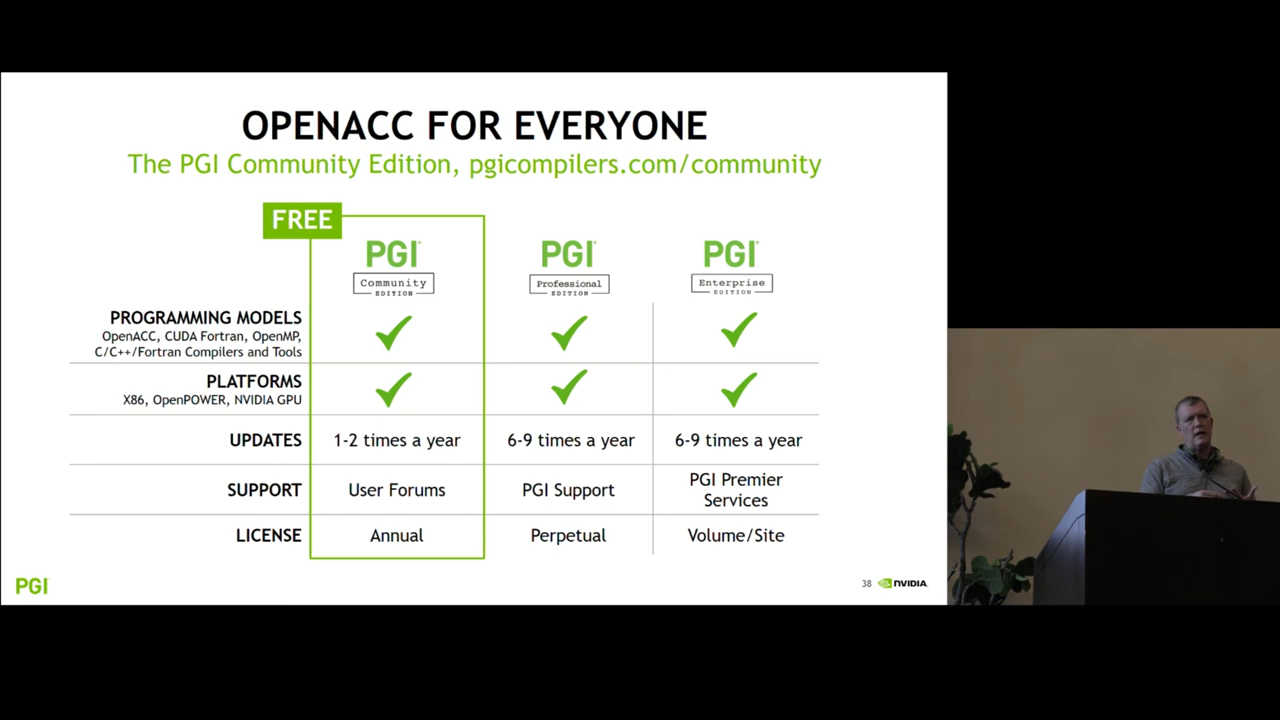 OPENACC FOR EVERYONE
The PGI Community Edition, pgicompilers.com/community
FREE
PGI®
Community
EDITION
PGI®
Professional
EDITION
PGI®
Enterprise
EDITION
PROGRAMMING MODELS
OpenACC, CUDA Fortran, OpenMP,
C/C++/Fortran Compilers and Tools
PLATFORMS
X86, OpenPOWER, NVIDIA GPU
UPDATES
1-2 times a year
6-9 times a year
6-9 times a year
SUPPORT
User Forums
PGI Support
PGI Premier
Services
LICENSE
Annual
Perpetual
Volume/Site
PGI
38
NVIDIA